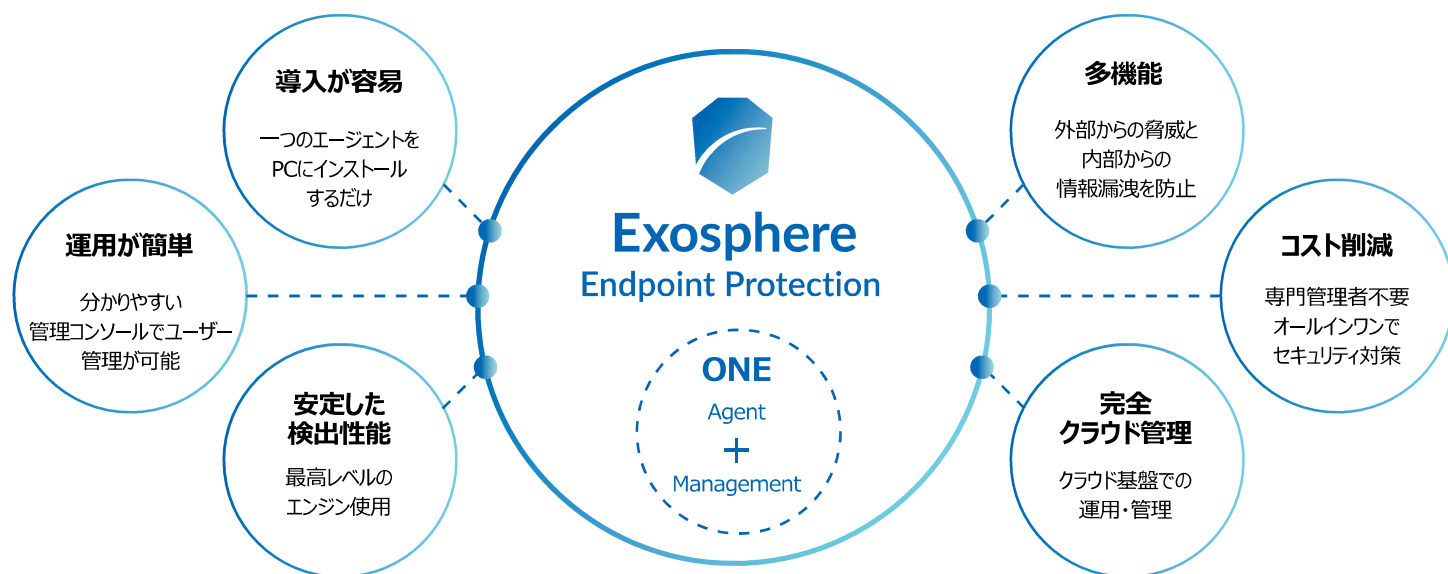 導入が容易
一つのエージェントを
PCにインストール
するだけ
運用が簡単
分かりやすい
管理コンソールでユーザー
管理が可能
安定した
検出性能
最高レベルの
エンジン使用
Exosphere
Endpoint Protection
ONE
Agent
+
Management
多機能
外部からの脅威と
内部からの
情報漏洩を防止
コスト削減
専門管理者不要
オールインワンで
セキュリティ対策
完全
クラウド管理
クラウド基盤での
運用・管理